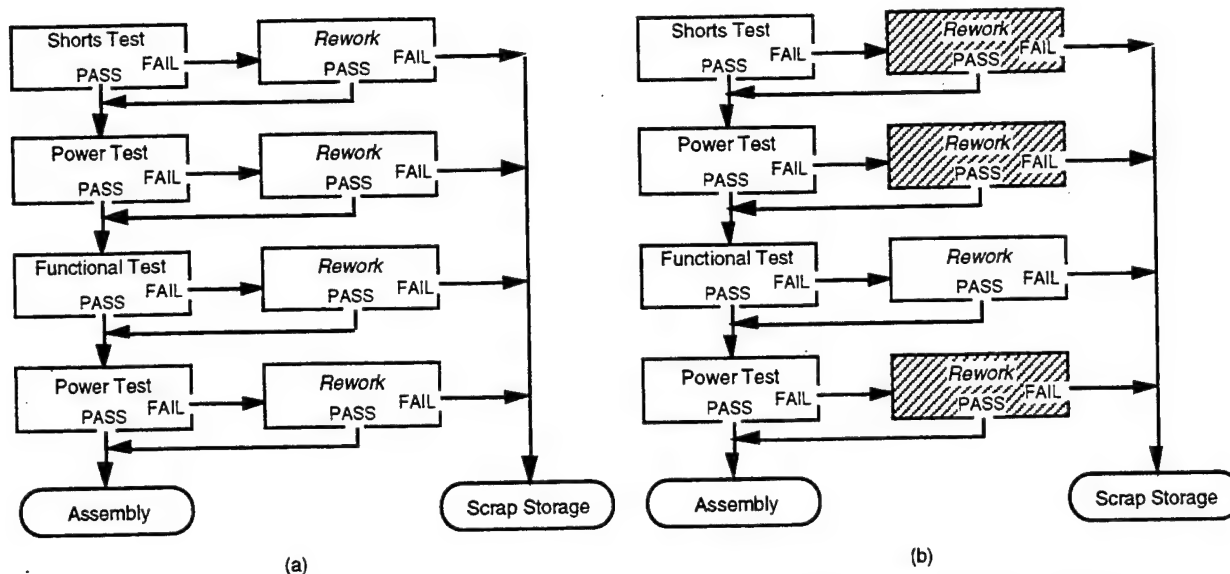 Shorts Test
FAIL
PASS
Rework
FAIL
PASS
Power Test
FAIL
PASS
Rework
FAIL
PASS
Functional Test
FAIL
PASS
Rework
FAIL
PASS
Power Test
FAIL
PASS
Rework
FAIL
PASS
Assembly
Scrap Storage
(a)
Shorts Test
FAIL
PASS
Rework
FAIL
PASS
Power Test
FAIL
PASS
Rework
FAIL
PASS
Functional Test
FAIL
PASS
Rework
FAIL
PASS
Power Test
FAIL
PASS
Rework
FAIL
PASS
Assembly
Scrap Storage
(b)